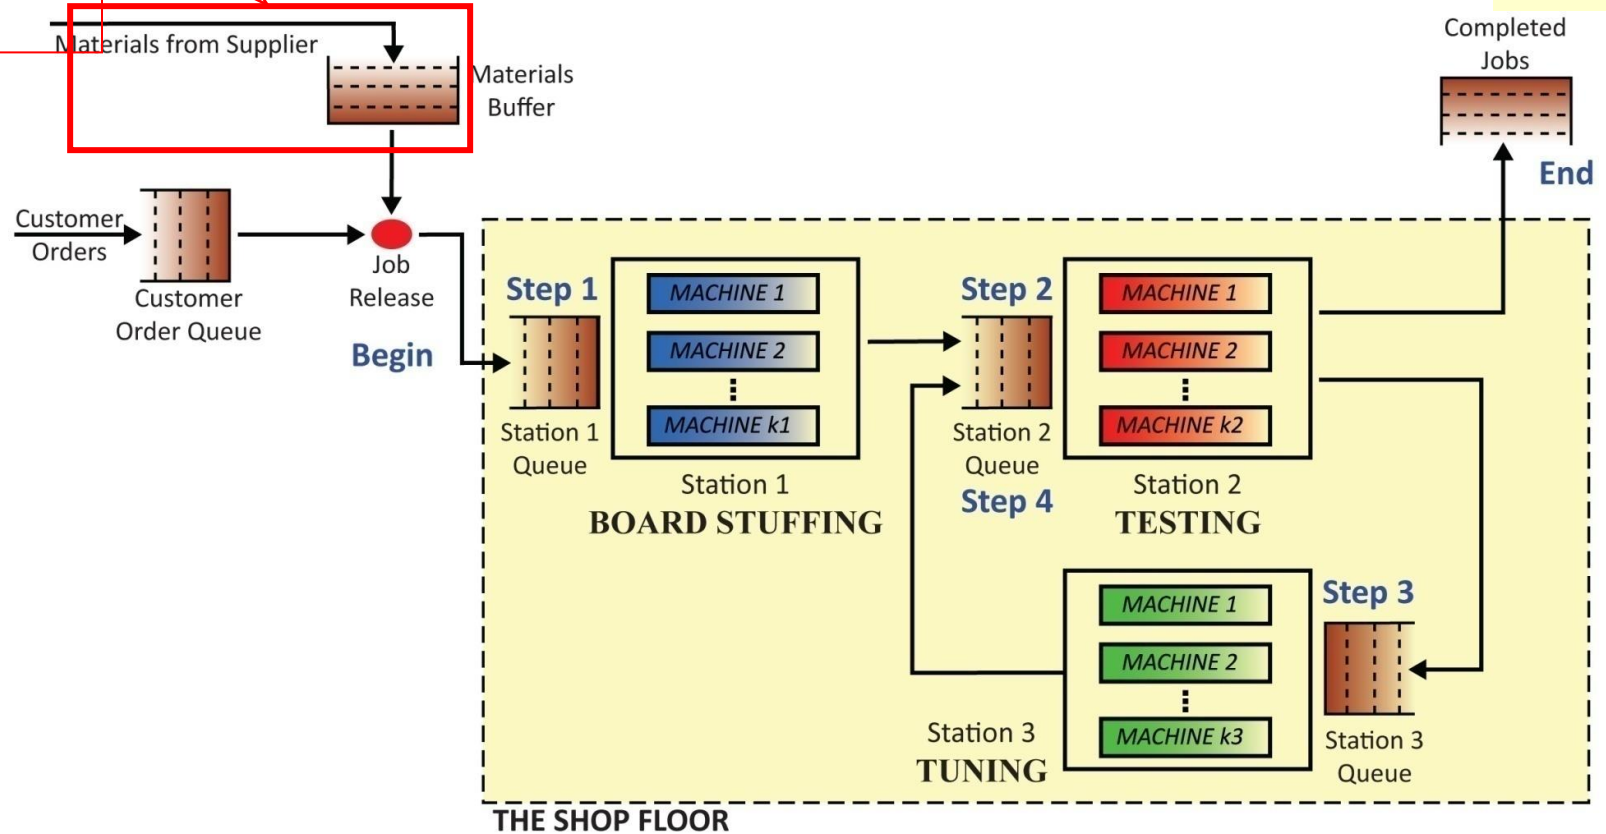 Materials from Supplier
Materials
Buffer
Completed
Jobs
End
Customer
Orders
Customer
Order Queue
Job
Release
Begin
Step 1
Station 1
Queue
MACHINE 1
MACHINE 2
MACHINE k1
Station 1
BOARD STUFFING
Step 2
Station 2
Queue
Step 4
MACHINE 1
MACHINE 2
MACHINE k2
Station 2
TESTING
Step 3
Station 3
Queue
MACHINE 1
MACHINE 2
MACHINE k3
Station 3
TUNING
THE SHOP FLOOR